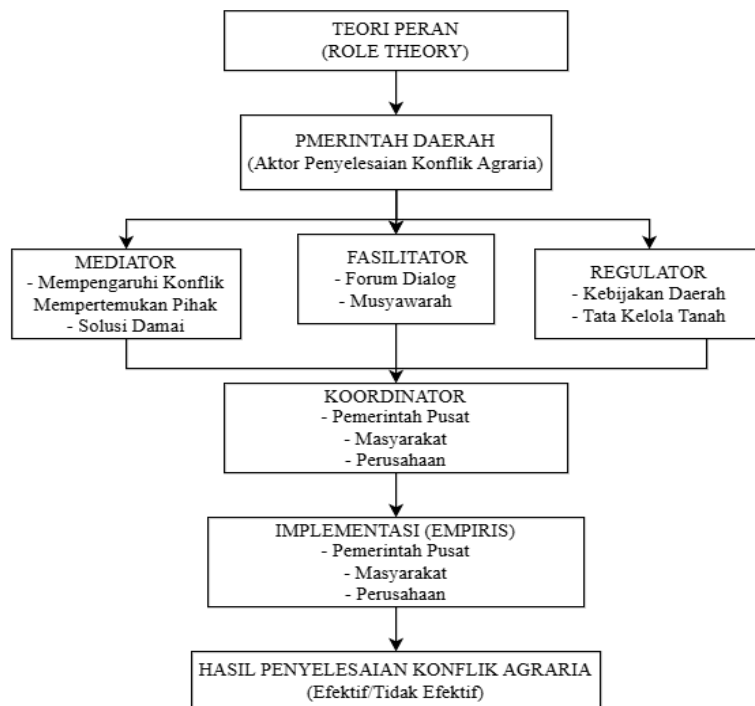 TEORI PERAN
(ROLE THEORY)
PMERINTAH DAERAH
(Aktor Penyelesaian Konflik Agraria)
MEDIATOR
- Mempengaruhi Konflik
Mempertemukan Pihak
- Solusi Damai
FASILITATOR
- Forum Dialog
- Musyawarah
REGULATOR
- Kebijakan Daerah
- Tata Kelola Tanah
KOORDINATOR
- Pemerintah Pusat
- Masyarakat
- Perusahaan
IMPLEMENTASI (EMPIRIS)
- Pemerintah Pusat
- Masyarakat
- Perusahaan
HASIL PENYELESAIAN KONFLIK AGRARIA
(Efektif/Tidak Efektif)